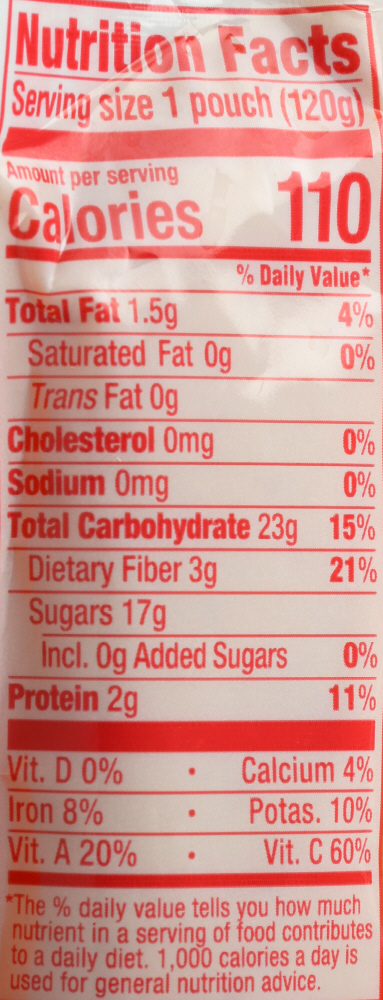 Nutrition Facts
Serving size 1 pouch (120g)
Amount per serving
Calories 110
% Daily Value*
Total Fat 1.5g 4%
Saturated Fat 0g 0%
Trans Fat 0g
Cholesterol 0mg 0%
Sodium 0mg 0%
Total Carbohydrate 23g 15%
Dietary Fiber 3g 21%
Sugars 17g
Incl. 0g Added Sugars 0%
Protein 2g 11%
Vit. D 0% • Calcium 4%
Iron 8% • Potas. 10%
Vit. A 20% • Vit. C 60%
*The % daily value tells you how much
nutrient in a serving of food contributes
to a daily diet. 1,000 calories a day is
used for general nutrition advice.